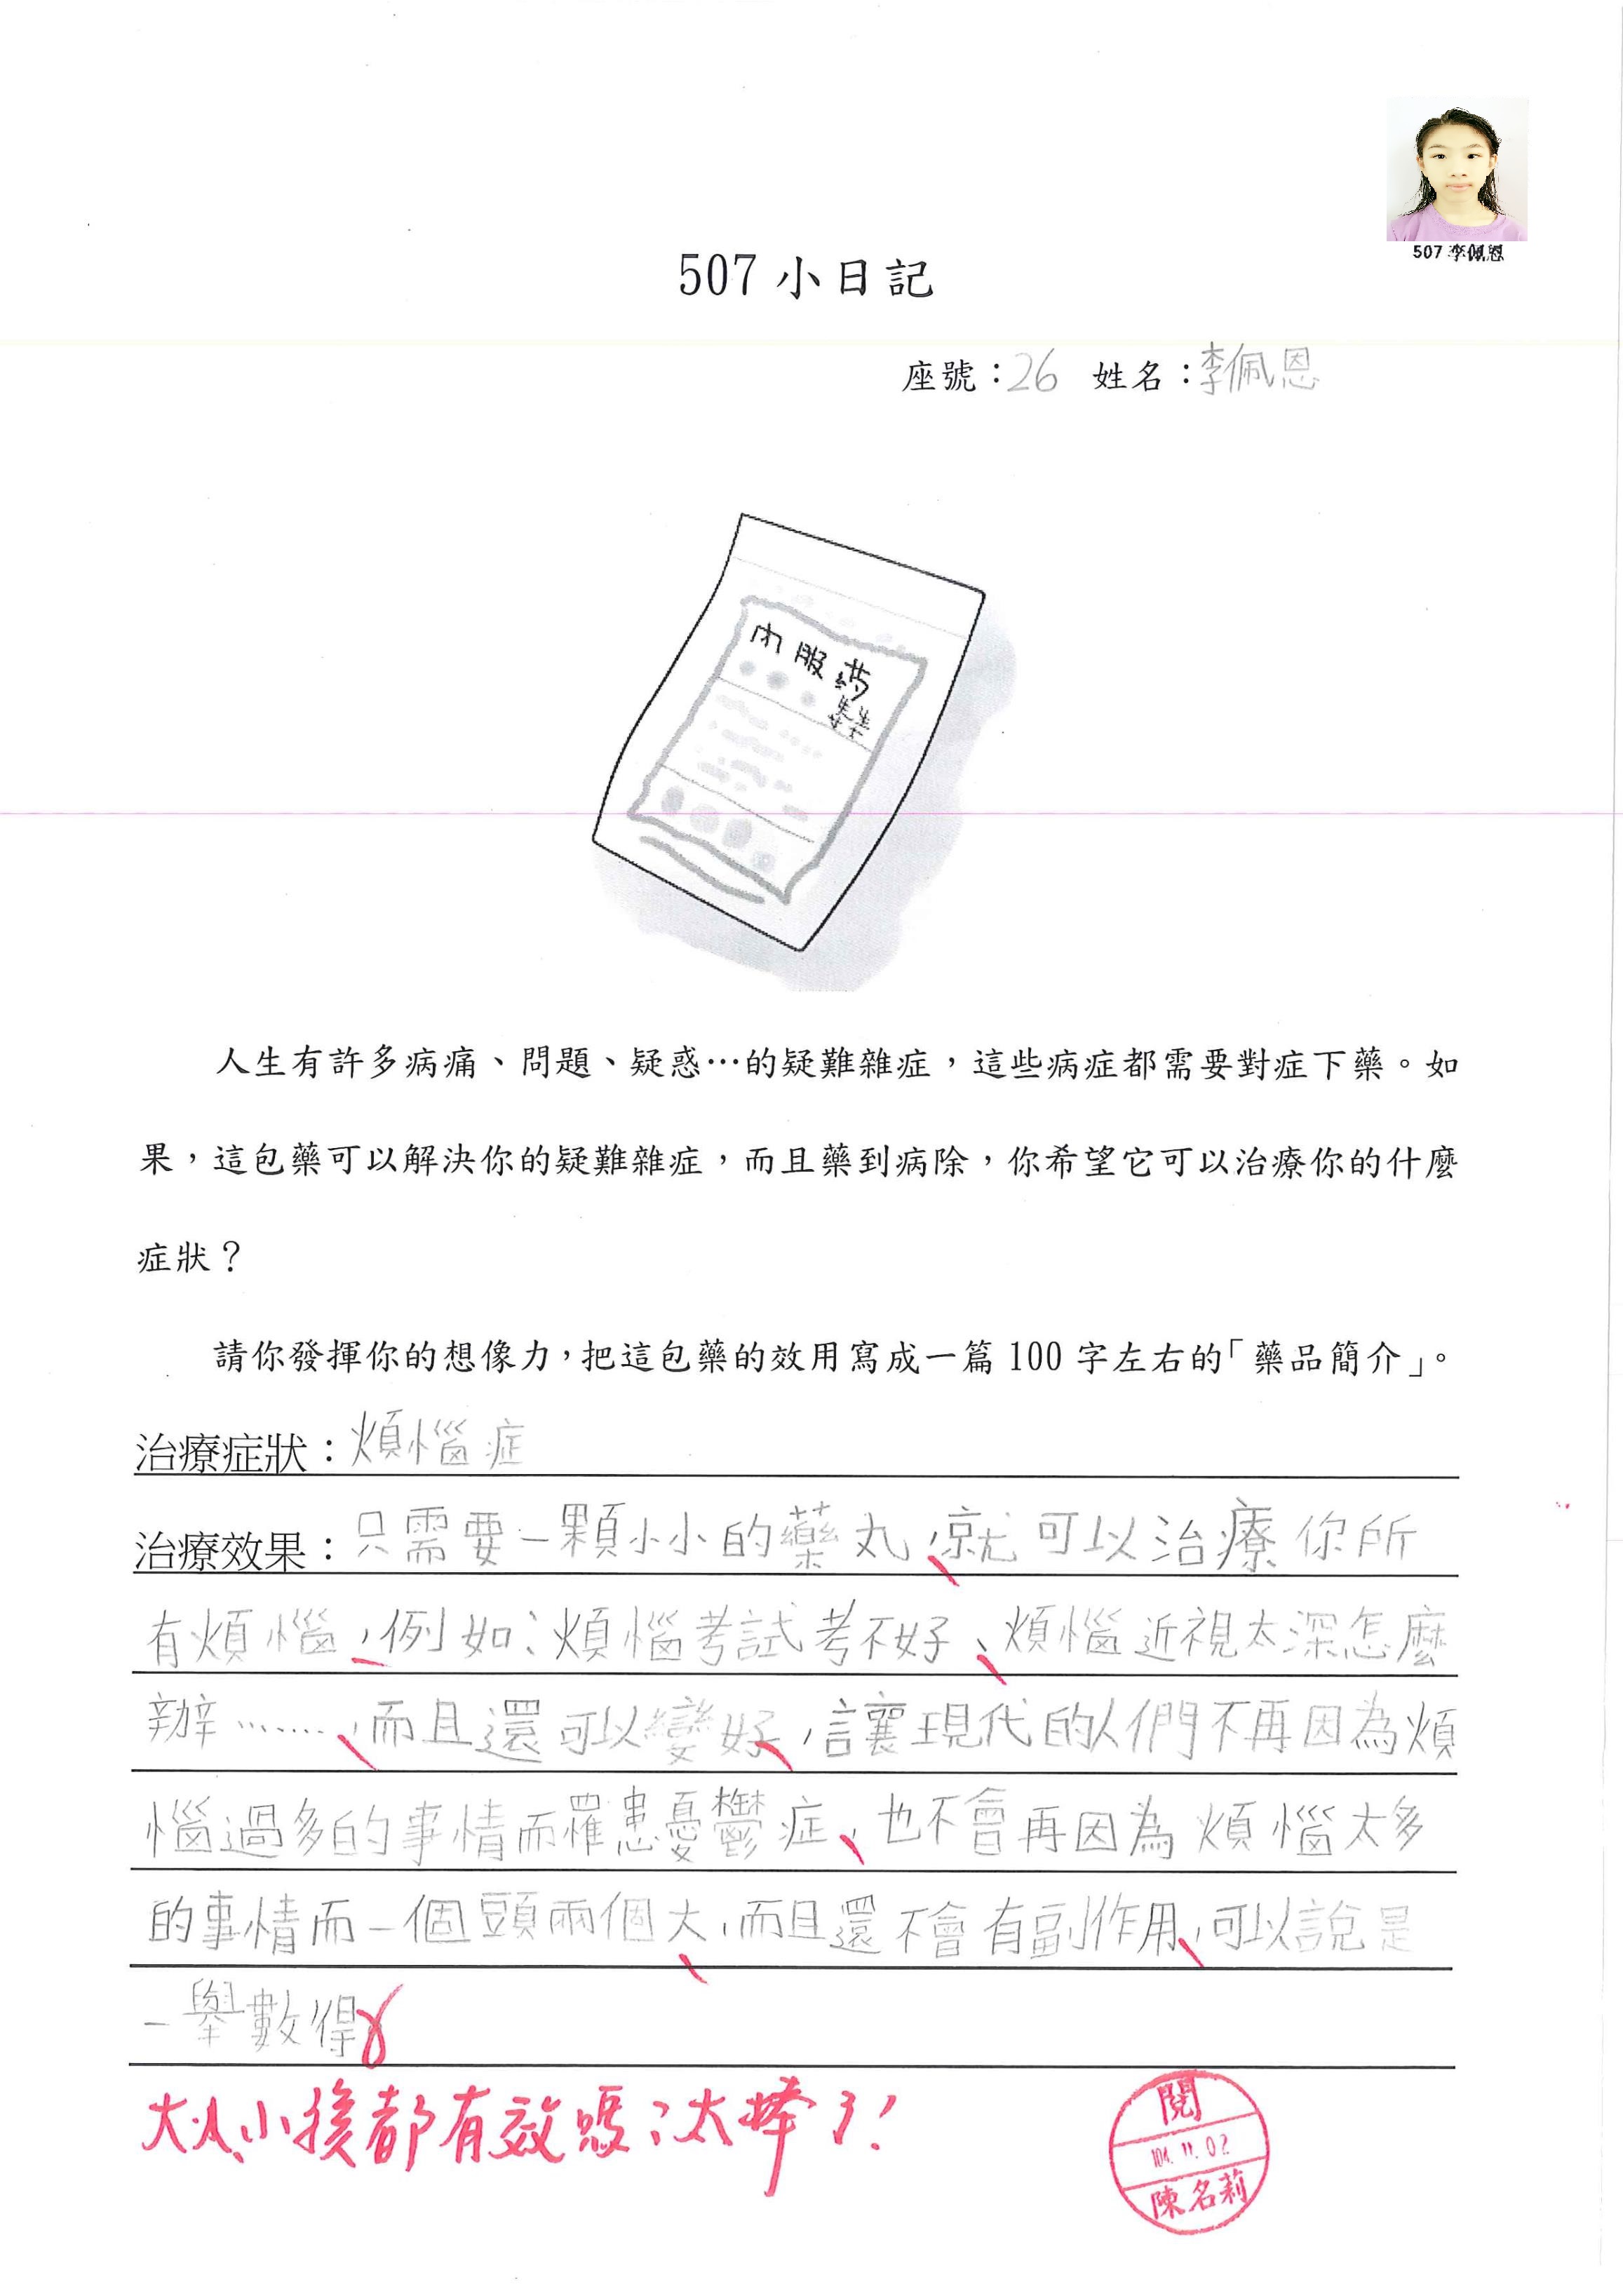 507 李佩恩
507 小日記
座號：26 姓名：李佩恩
內服藥
人生有許多病痛、問題、疑惑…的疑難雜症，這些病症都需要對症下藥。如
果，這包藥可以解決你的疑難雜症，而且藥到病除，你希望它可以治療你的什麼
症狀？
請你發揮你的想像力，把這包藥的效用寫成一篇 100 字左右的「藥品簡介」。
治療症狀：煩惱症
治療效果：只需要一顆小小的藥丸，就可以治療你所
有煩惱，例如：煩惱考試考不好、煩惱近視太深怎麼
辦……，而且還可以變好，讓現代的人們不再因為煩
惱過多的事情而罹患憂鬱症，也不會再因為煩惱太多
的事情而一個頭兩個大，而且還不會有副作用，可以說是
一舉數得
大人、小孩都有效嗎？太棒了！
閱
104.11.02
陳名莉